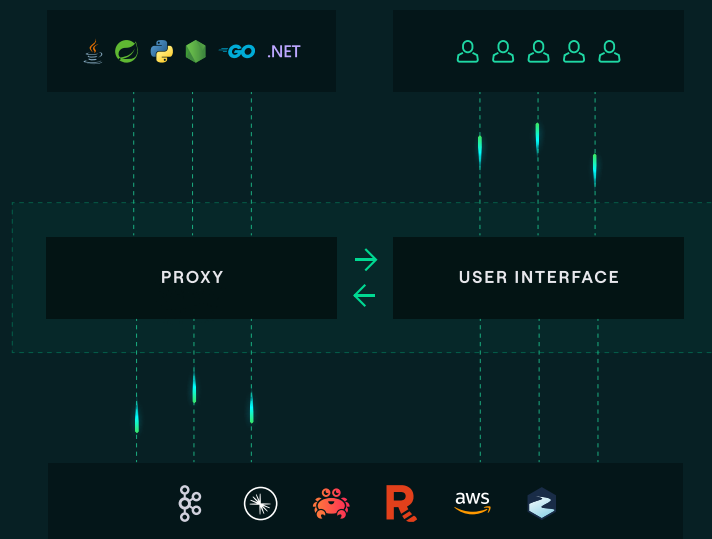 GO
.NET
PROXY
USER INTERFACE
R
aws